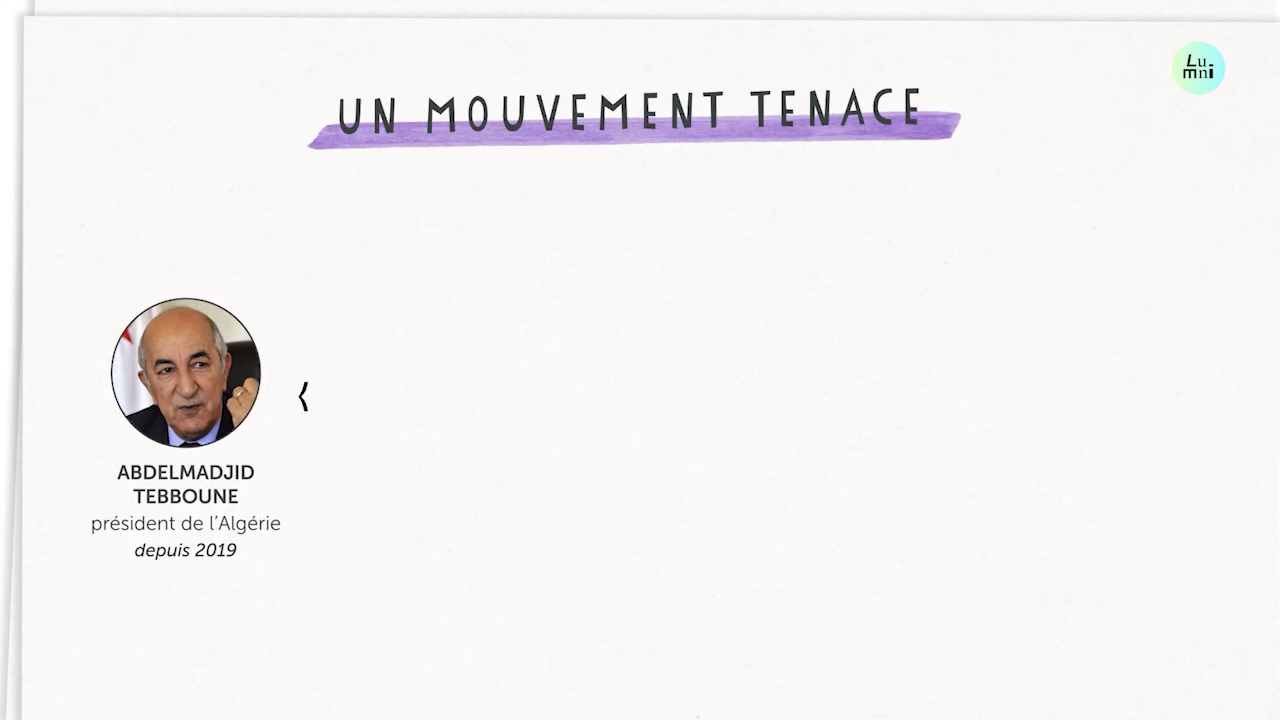 UN MOUVEMENT TENACE
Lu
mni
ABDELMADJID
TEBBOUNE
président de l'Algérie
depuis 2019